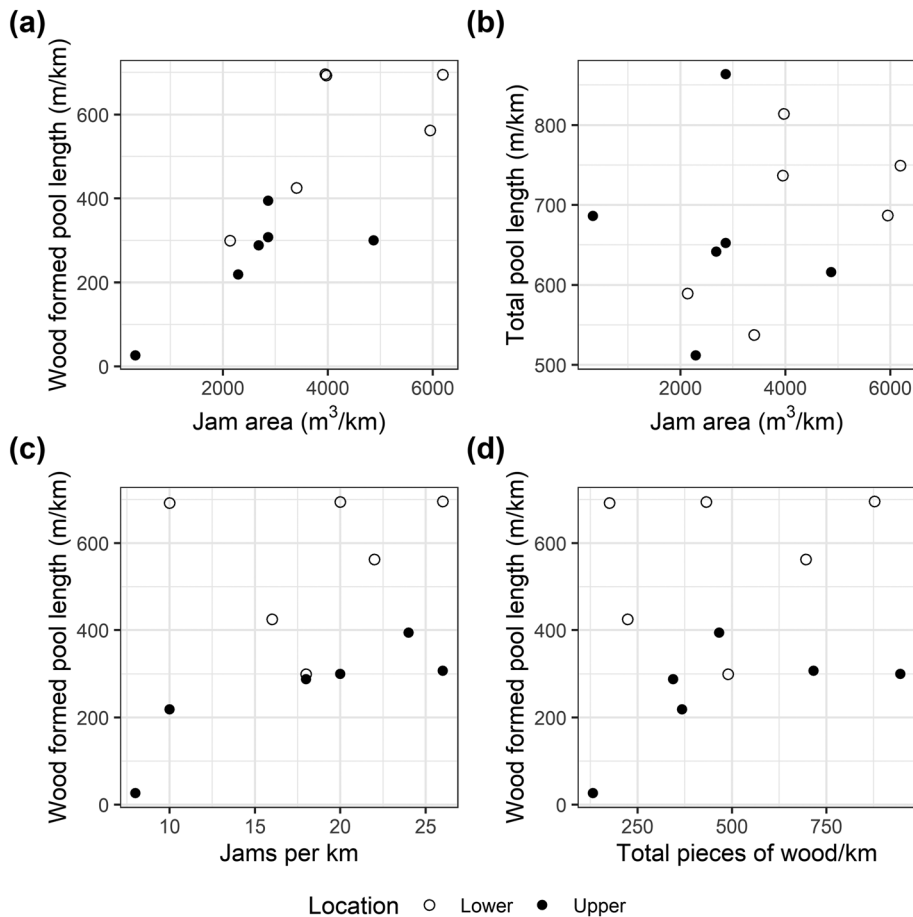 (a)
Wood formed pool length (m/km)
600
400
200
0
2000 4000 6000
Jam area (m³/km)
(b)
Total pool length (m/km)
800
700
600
500
2000 4000 6000
Jam area (m³/km)
(c)
Wood formed pool length (m/km)
600
400
200
0
10 15 20 25
Jams per km
(d)
Wood formed pool length (m/km)
600
400
200
0
250 500 750
Total pieces of wood/km
Location Lower Upper